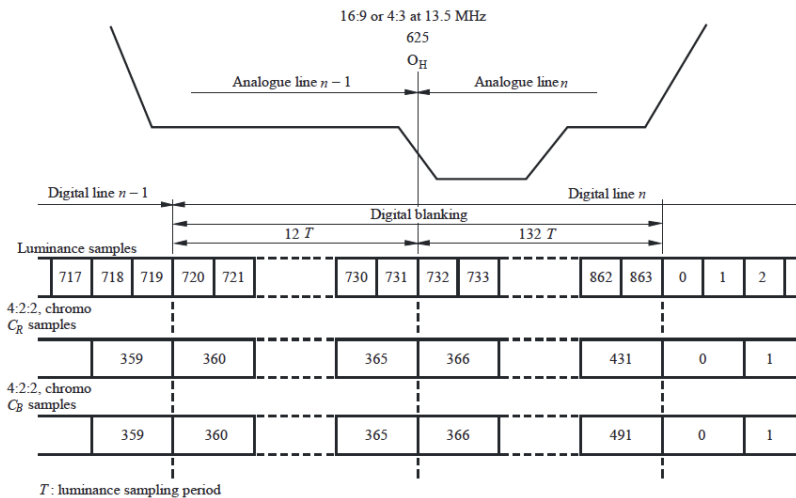 16:9 or 4:3 at 13.5 MHz
625
O_H
Analogue line n − 1 Analogue line n
Digital line n − 1 Digital line n
Digital blanking
12 T 132 T
Luminance samples
717 718 719 720 721 730 731 732 733 862 863 0 1 2
4:2:2, chromo
C_R samples
359 360 365 366 431 0 1
4:2:2, chromo
C_B samples
359 360 365 366 491 0 1
T : luminance sampling period